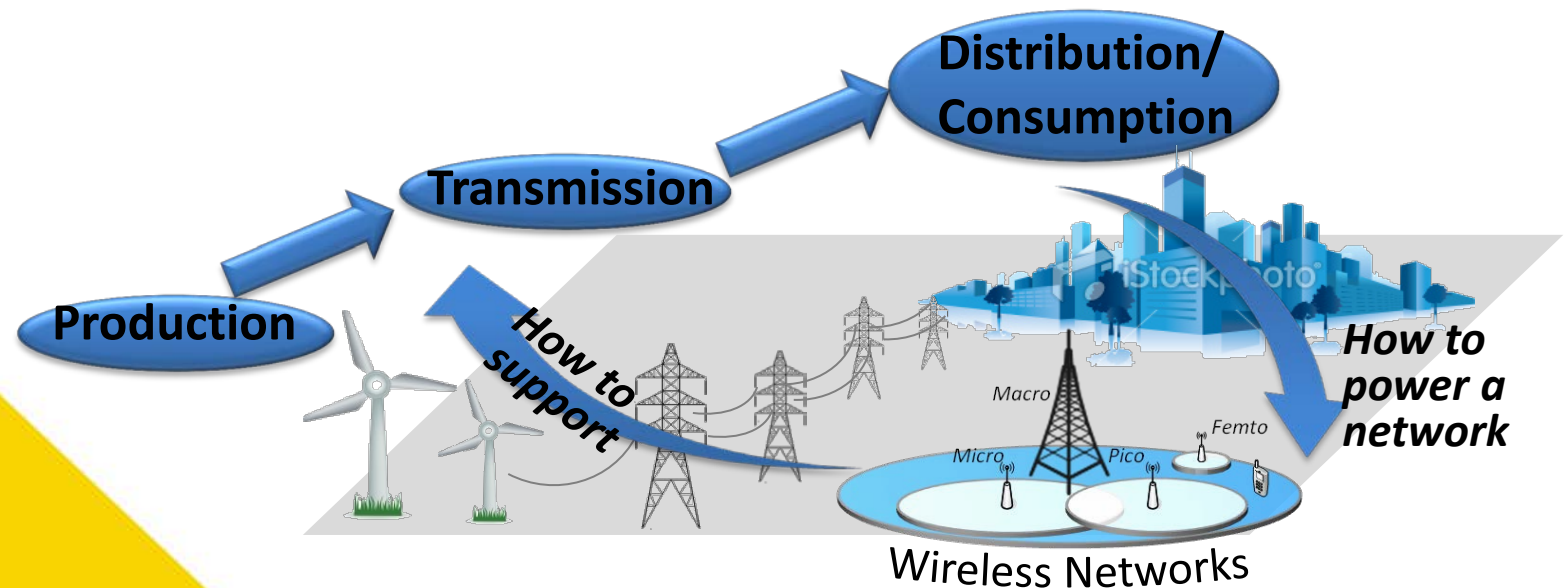 Distribution/
Consumption
Transmission
Production
iStockphoto
How to
support
How to
power a
network
Macro
Femto
Micro
Pico
Wireless Networks